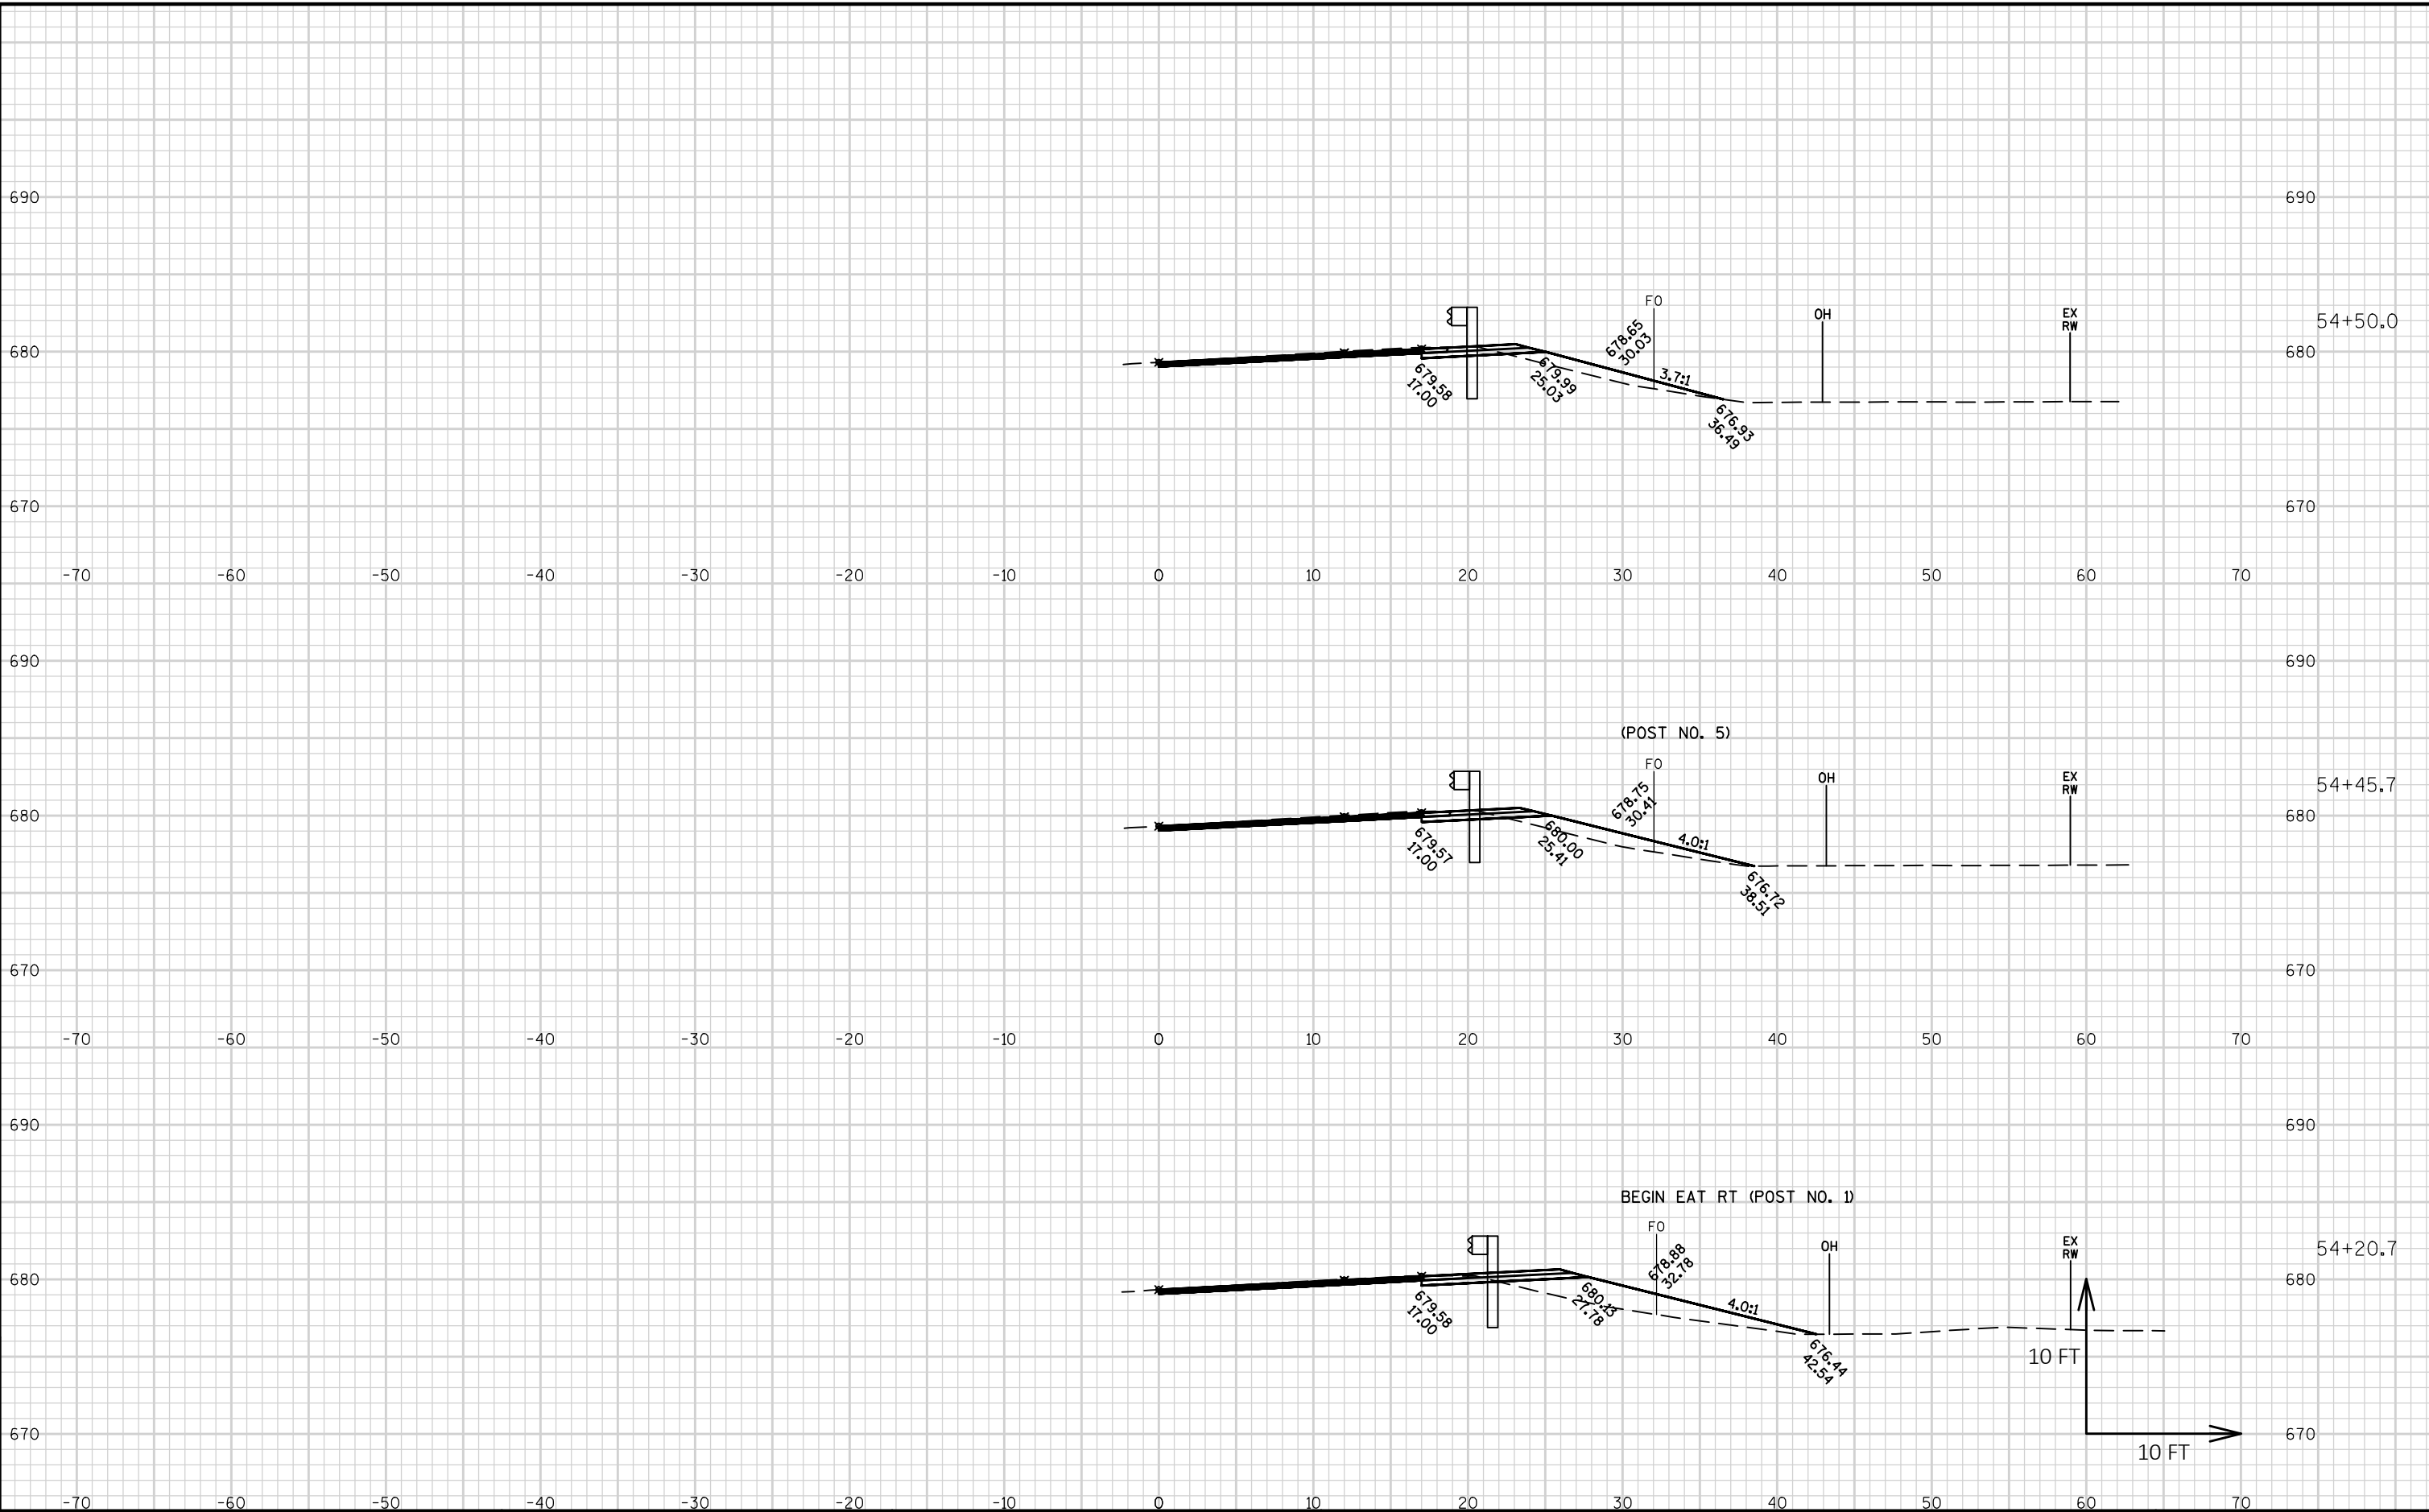 690
690
FO
OH
EX
RW
54+50.0
680
680
678.65
30.03
3.7:1
679.58
17.00
679.99
25.03
676.93
36.49
670
670
-70 -60 -50 -40 -30 -20 -10 0 10 20 30 40 50 60 70
690
690
(POST NO. 5)
FO
OH
EX
RW
54+45.7
680
680
678.75
30.41
4.0:1
679.57
17.00
680.00
25.41
676.72
38.51
670
670
-70 -60 -50 -40 -30 -20 -10 0 10 20 30 40 50 60 70
690
690
BEGIN EAT RT (POST NO. 1)
FO
OH
EX
RW
54+20.7
680
680
678.88
32.78
4.0:1
679.58
17.00
680.13
27.78
676.44
42.54
10 FT
670
670
10 FT
-70 -60 -50 -40 -30 -20 -10 0 10 20 30 40 50 60 70